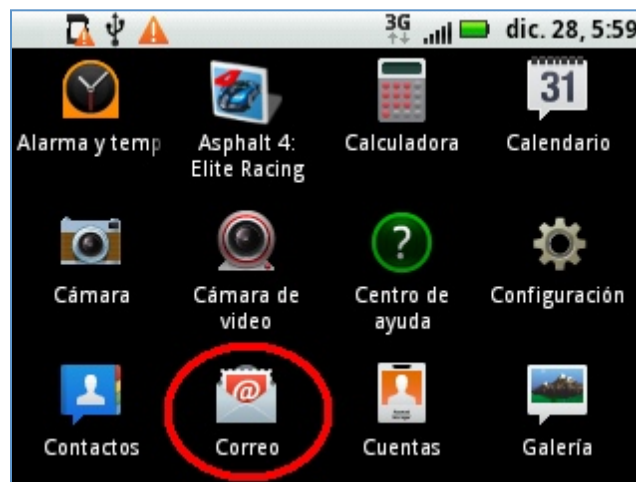 3G dic. 28, 5:59
31
4
Alarma y temp
Asphalt 4:
Elite Racing
Calculadora
Calendario
?
Cámara
Cámara de
video
Centro de
ayuda
Configuración
@
Contactos
Correo
Cuentas
Galería